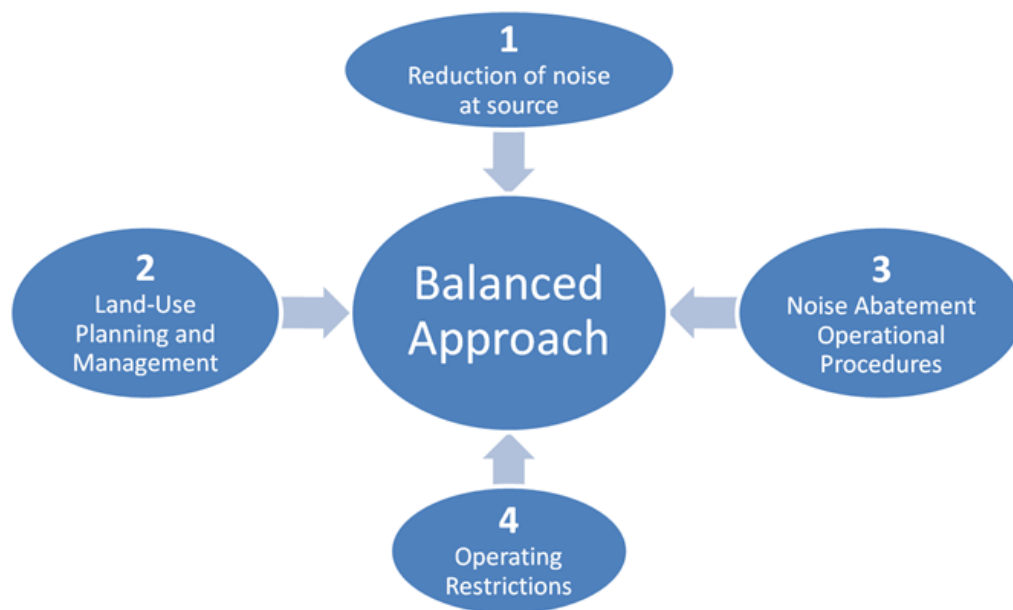 1
Reduction of noise
at source
2
Land-Use
Planning and
Management
Balanced
Approach
3
Noise Abatement
Operational
Procedures
4
Operating
Restrictions